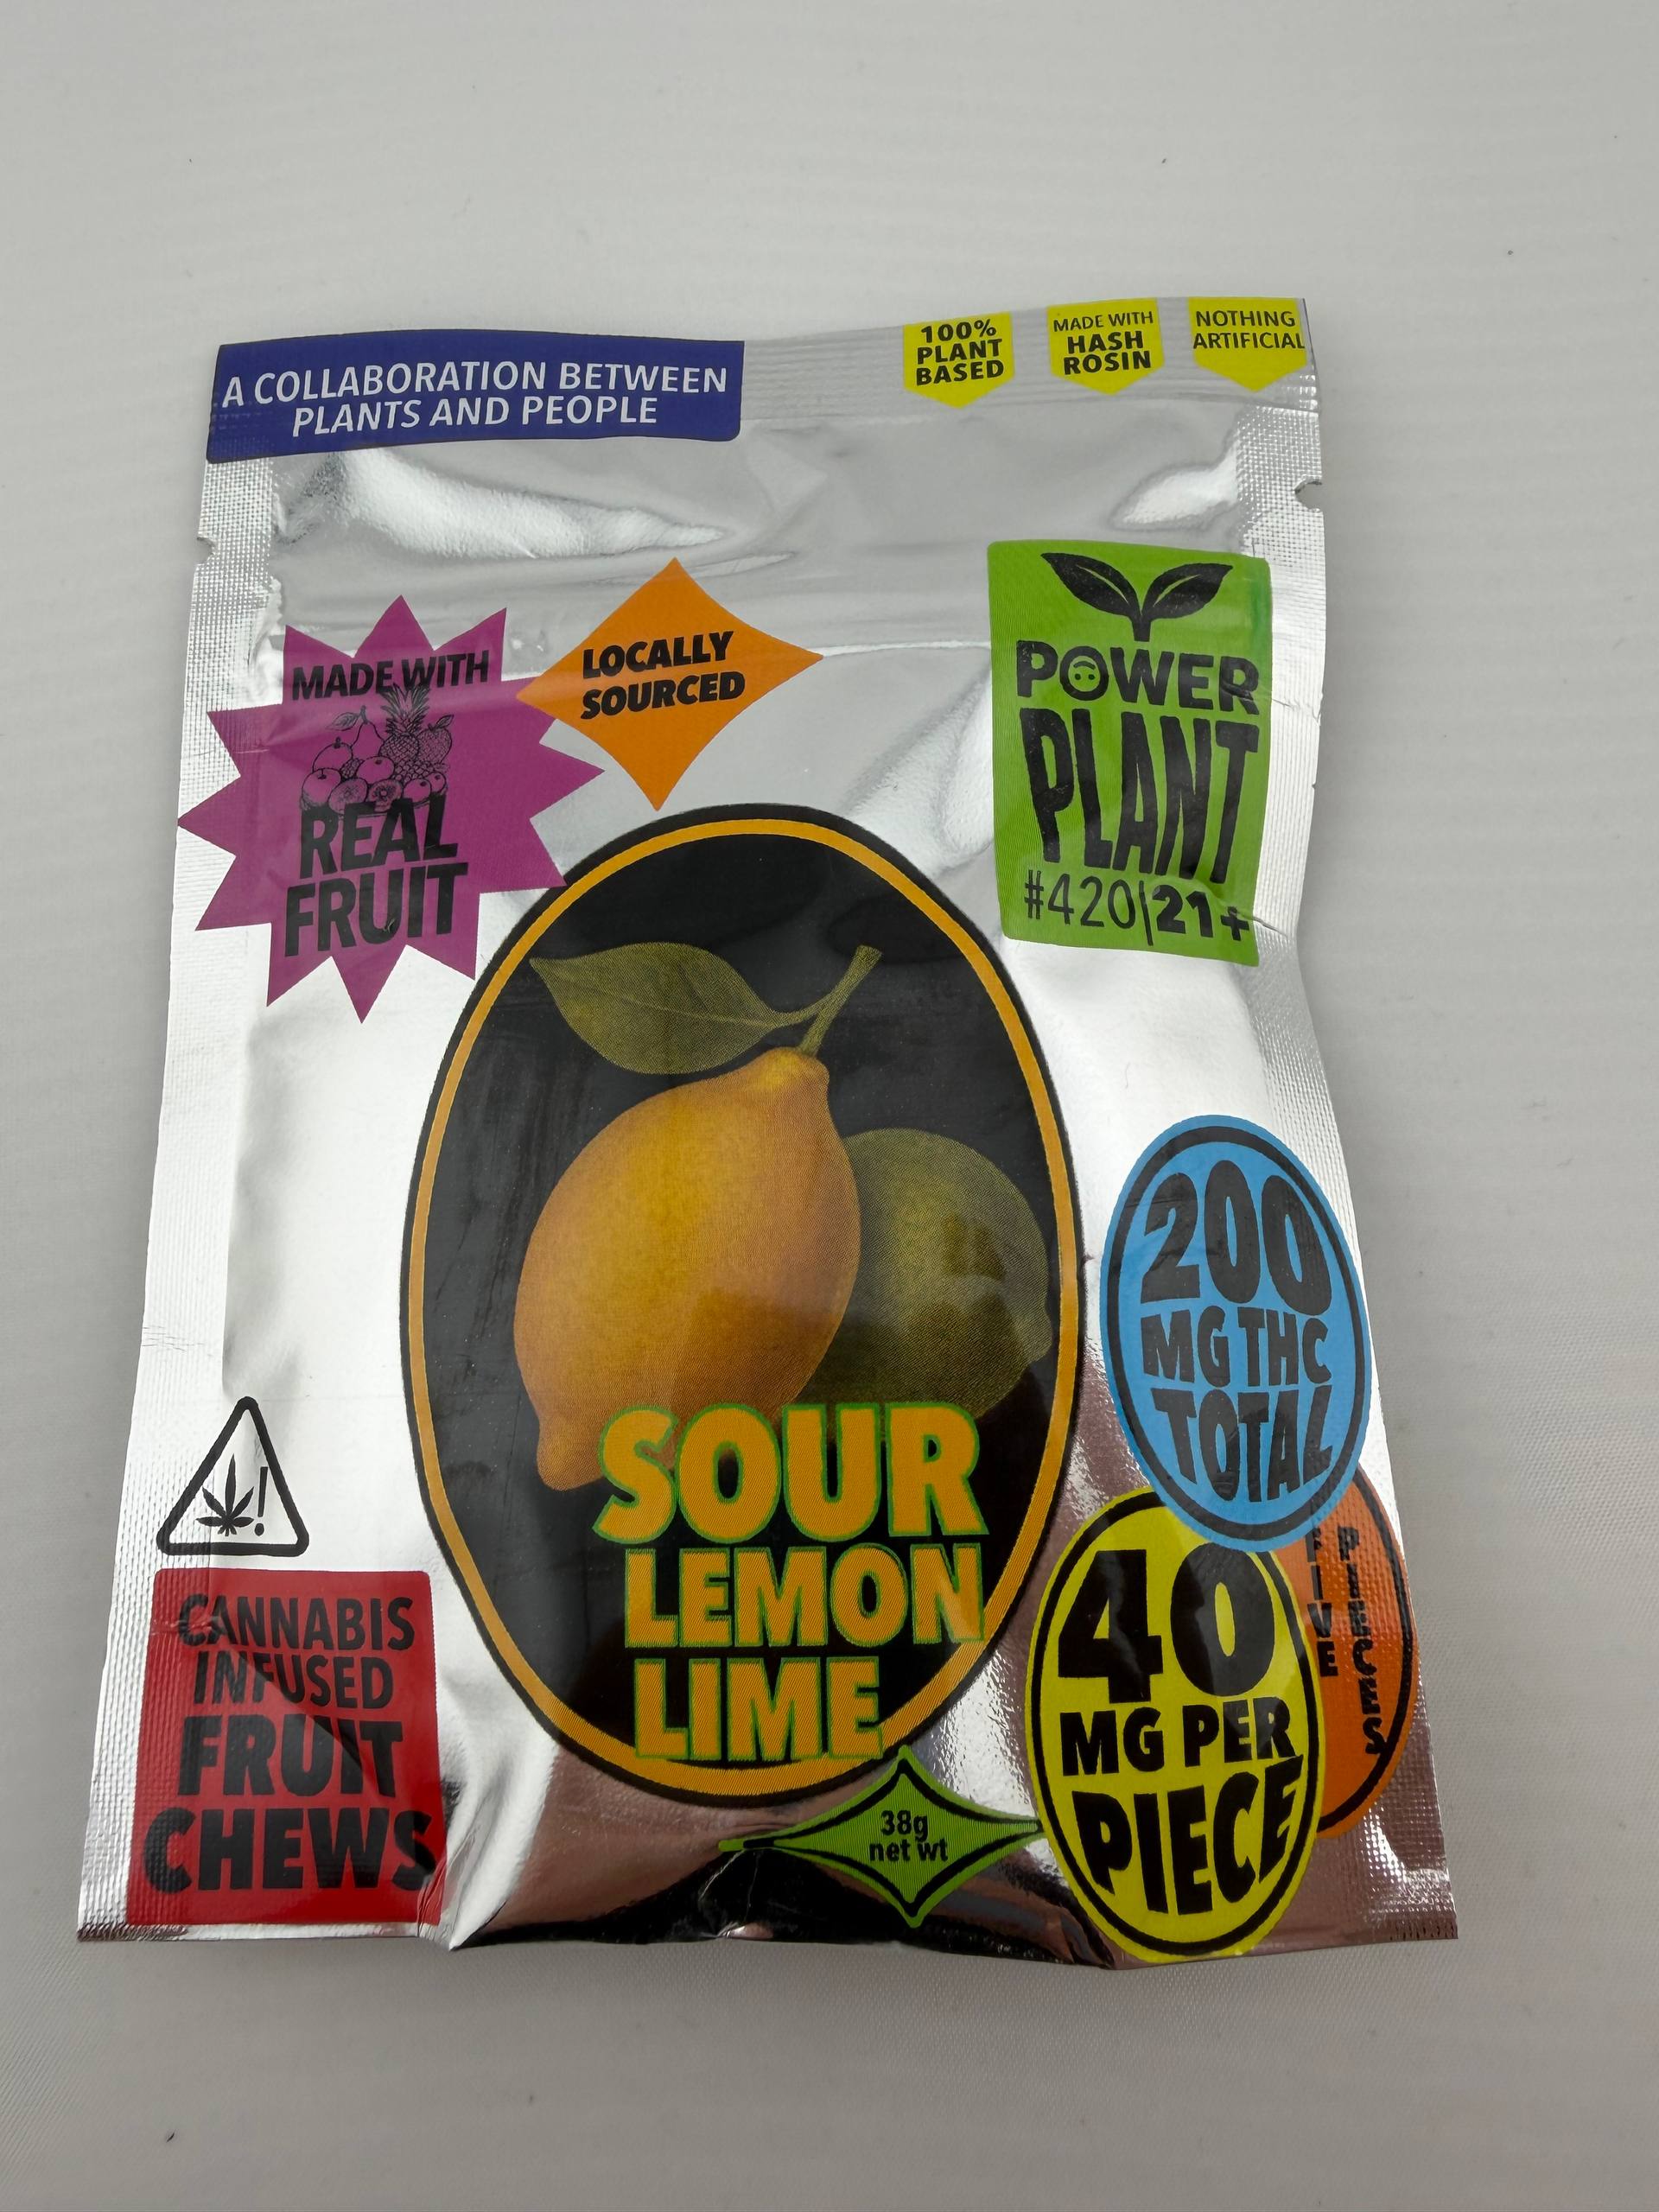 A COLLABORATION BETWEEN
PLANTS AND PEOPLE
100%
PLANT
BASED
MADE WITH
HASH
ROSIN
NOTHING
ARTIFICIAL
MADE WITH
REAL
FRUIT
LOCALLY
SOURCED
POWER
PLANT
#420|21+
SOUR
LEMON
LIME
200
MG THC
TOTAL
40
MG PER
PIECE
FIVE
PIECES
!
CANNABIS
INFUSED
FRUIT
CHEWS
38g
net wt